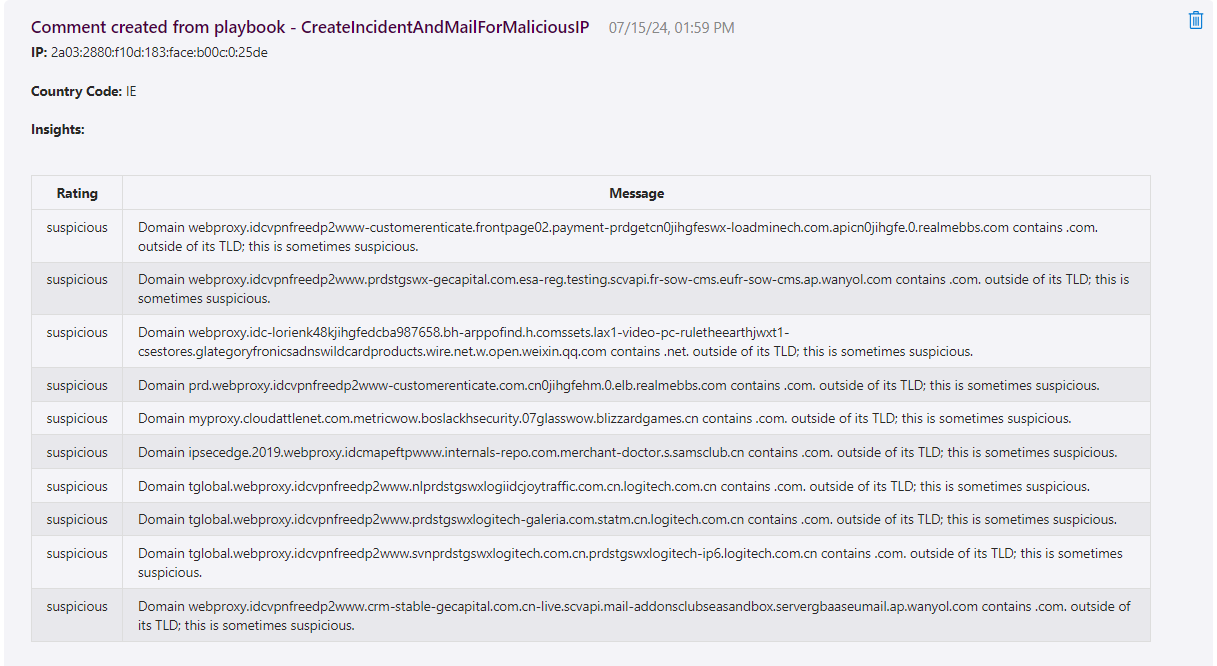 Comment created from playbook - CreateIncidentAndMailForMaliciousIP 07/15/24, 01:59 PM
IP: 2a03:2880:f10d:183:face:b00c:0:25de
Country Code: IE
Insights:
Rating Message
suspicious Domain webproxy.idcvpnfreedp2www-customerenticate.frontpage02.payment-prdgetcn0jihgfeswx-loadminech.com.apicn0jihgfe.0.realmebbs.com contains .com.
outside of its TLD; this is sometimes suspicious.
suspicious Domain webproxy.idcvpnfreedp2www.prdstgswx-gecapital.com.esa-reg.testing.scvapi.fr-sow-cms.eufr-sow-cms.ap.wanyol.com contains .com. outside of its TLD; this is
sometimes suspicious.
suspicious Domain webproxy.idc-lorienk48kjihgfedcba987658.bh-arppofind.h.comssets.lax1-video-pc-ruletheearthjwxt1-
csestores.glategoryfronicsadnswildcardproducts.wire.net.w.open.weixin.qq.com contains .net. outside of its TLD; this is sometimes suspicious.
suspicious Domain prd.webproxy.idcvpnfreedp2www-customerenticate.com.cn0jihgfehm.0.elb.realmebbs.com contains .com. outside of its TLD; this is sometimes suspicious.
suspicious Domain myproxy.cloudattlenet.com.metricwow.boslackhsecurity.07glasswow.blizzardgames.cn contains .com. outside of its TLD; this is sometimes suspicious.
suspicious Domain ipsecedge.2019.webproxy.idcmapeftpwww.internals-repo.com.merchant-doctor.s.samsclub.cn contains .com. outside of its TLD; this is sometimes suspicious.
suspicious Domain tglobal.webproxy.idcvpnfreedp2www.nlprdstgswxlogiidcjoytraffic.com.cn.logitech.com.cn contains .com. outside of its TLD; this is sometimes suspicious.
suspicious Domain tglobal.webproxy.idcvpnfreedp2www.prdstgswxlogitech-galeria.com.statm.cn.logitech.com.cn contains .com. outside of its TLD; this is sometimes suspicious.
suspicious Domain tglobal.webproxy.idcvpnfreedp2www.svnprdstgswxlogitech.com.cn.prdstgswxlogitech-ip6.logitech.com.cn contains .com. outside of its TLD; this is sometimes
suspicious.
suspicious Domain webproxy.idcvpnfreedp2www.crm-stable-gecapital.com.cn-live.scvapi.mail-addonsclubseasandbox.servergbaaseumail.ap.wanyol.com contains .com. outside of
its TLD; this is sometimes suspicious.